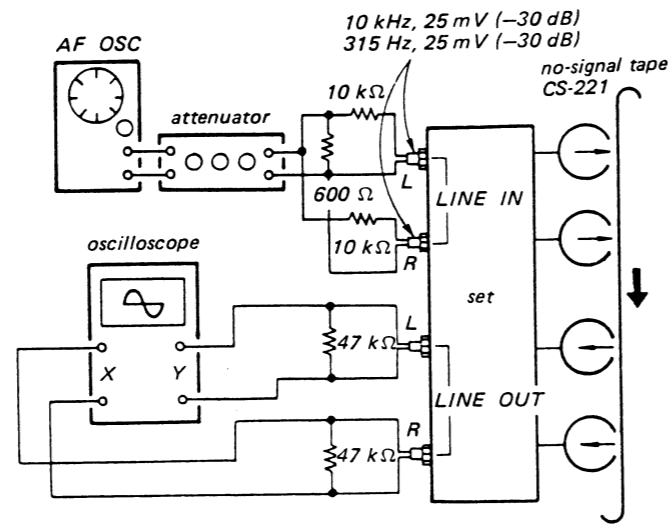 10 kHz, 25 mV (−30 dB)
315 Hz, 25 mV (−30 dB)
AF OSC
no-signal tape
CS-221
10 kΩ
attenuator
L
600 Ω
LINE IN
10 kΩ
R
oscilloscope
set
L
47 kΩ
X
Y
LINE OUT
R
47 kΩ